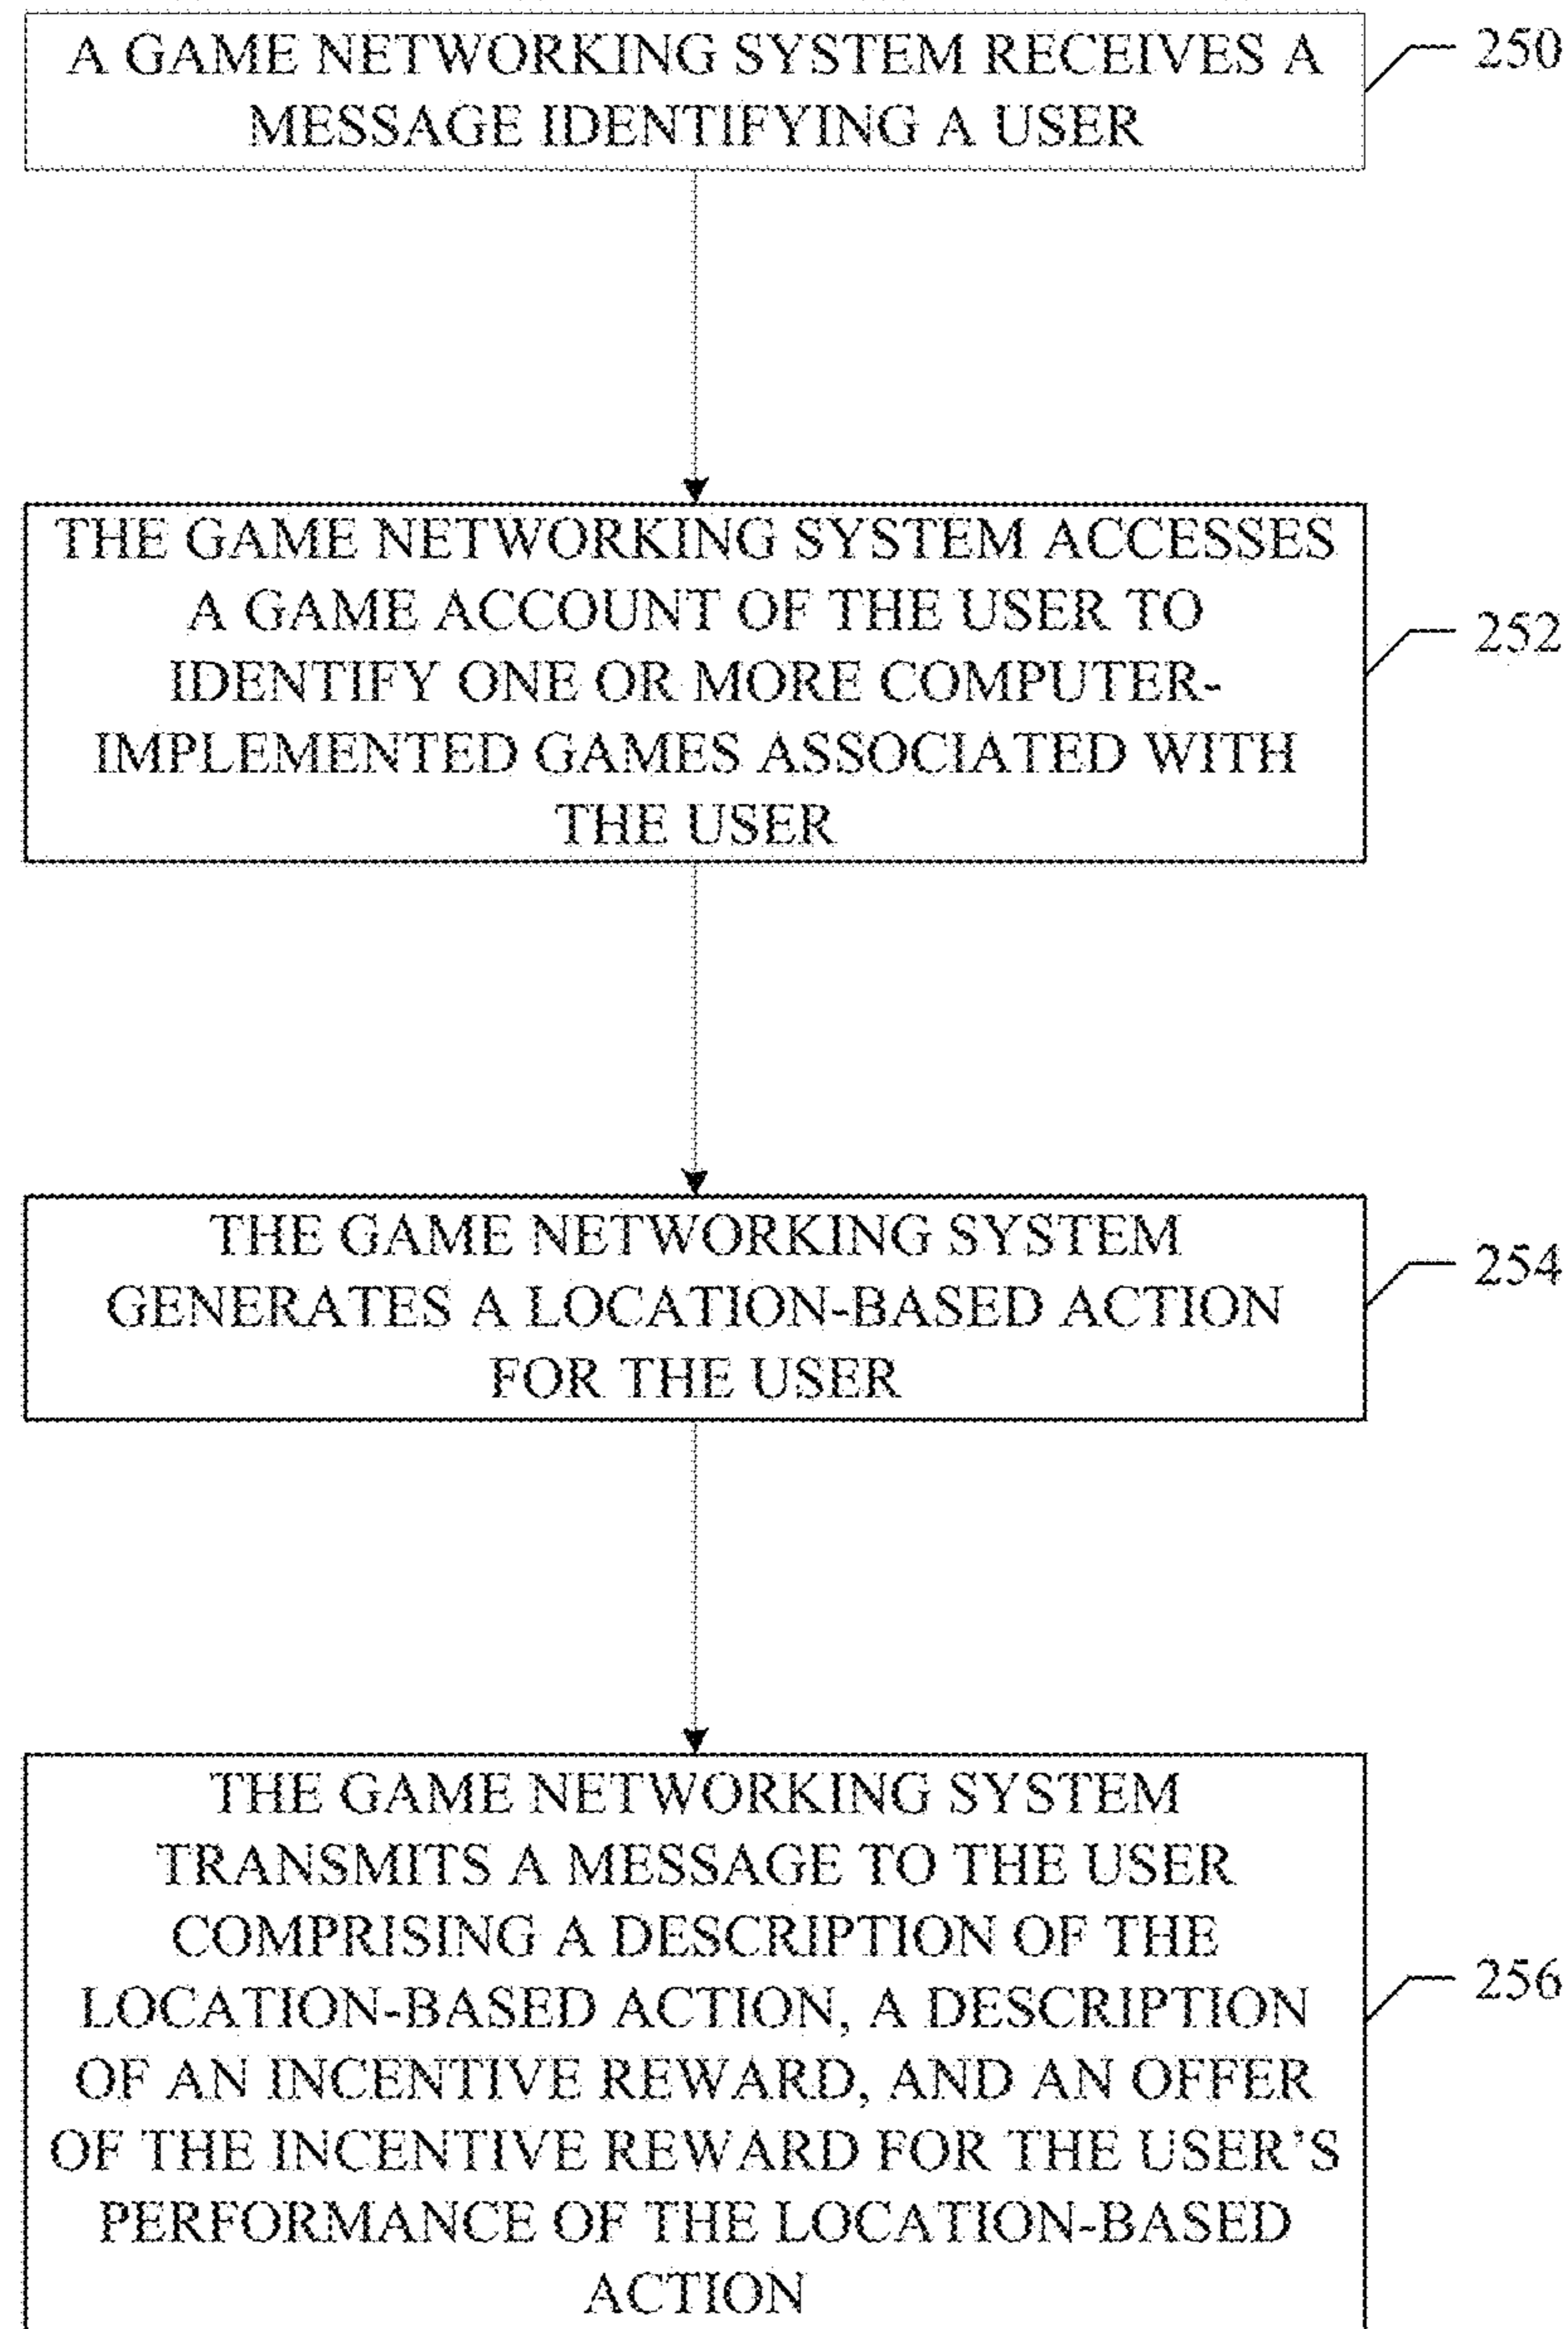 A GAME NETWORKING SYSTEM RECEIVES A
MESSAGE IDENTIFYING A USER
250
THE GAME NETWORKING SYSTEM ACCESSES
A GAME ACCOUNT OF THE USER TO
IDENTIFY ONE OR MORE COMPUTER-
IMPLEMENTED GAMES ASSOCIATED WITH
THE USER
252
THE GAME NETWORKING SYSTEM
GENERATES A LOCATION-BASED ACTION
FOR THE USER
254
THE GAME NETWORKING SYSTEM
TRANSMITS A MESSAGE TO THE USER
COMPRISING A DESCRIPTION OF THE
LOCATION-BASED ACTION, A DESCRIPTION
OF AN INCENTIVE REWARD, AND AN OFFER
OF THE INCENTIVE REWARD FOR THE USER'S
PERFORMANCE OF THE LOCATION-BASED
ACTION
256